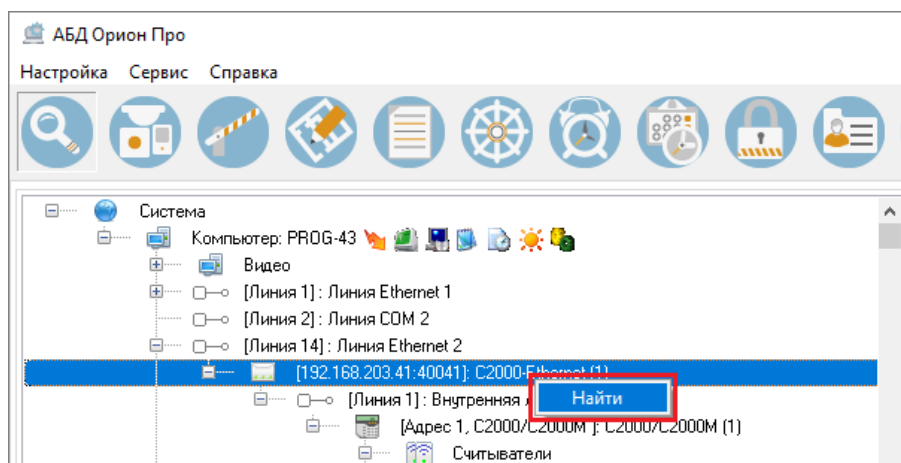 АБД Орион Про
Настройка Сервис Справка
Система
Компьютер: PROG-43
Видео
[Линия 1] : Линия Ethernet 1
[Линия 2] : Линия COM 2
[Линия 14] : Линия Ethernet 2
[192.168.203.41:40041]: C2000-Ethernet (1)
Найти
[Линия 1] : Внутренняя
[Адрес 1, С2000/С2000М ]: С2000/С2000М (1)
Считыватели